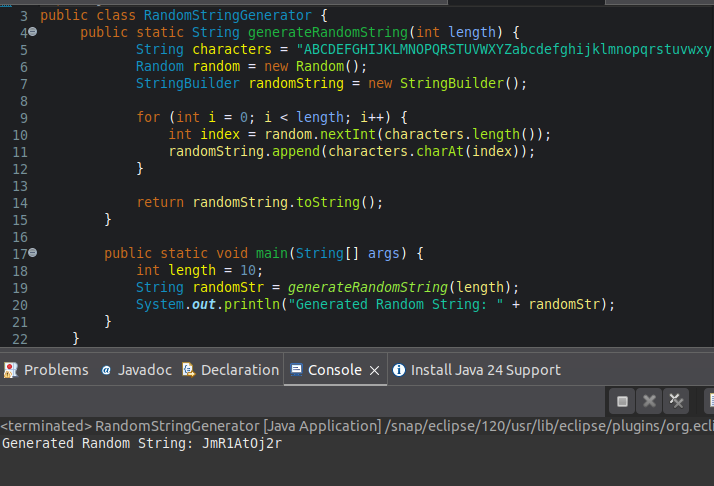 3 public class RandomStringGenerator {
4 public static String generateRandomString(int length) {
5 String characters = "ABCDEFGHIJKLMNOPQRSTUVWXYZabcdefghijklmnopqrstuvwxy
6 Random random = new Random();
7 StringBuilder randomString = new StringBuilder();
8
9 for (int i = 0; i < length; i++) {
10 int index = random.nextInt(characters.length());
11 randomString.append(characters.charAt(index));
12 }
13
14 return randomString.toString();
15 }
16
17 public static void main(String[] args) {
18 int length = 10;
19 String randomStr = generateRandomString(length);
20 System.out.println("Generated Random String: " + randomStr);
21 }
22 }
Problems @ Javadoc Declaration Console Install Java 24 Support
<terminated> RandomStringGenerator [Java Application] /snap/eclipse/120/usr/lib/eclipse/plugins/org.ecli
Generated Random String: JmR1AtOj2r